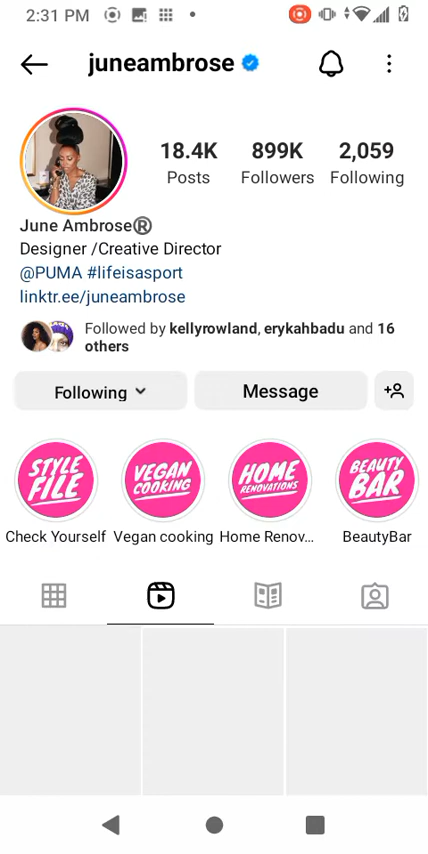 2:31 PM
juneambrose
18.4K 899K 2,059
Posts Followers Following
June Ambrose®
Designer /Creative Director
@PUMA #lifeisasport
linktr.ee/juneambrose
Followed by kellyrowland, erykahbadu and 16
others
Following Message
STYLE FILE VEGAN COOKING HOME RENOVATIONS BEAUTY BAR
Check Yourself Vegan cooking Home Renov... BeautyBar